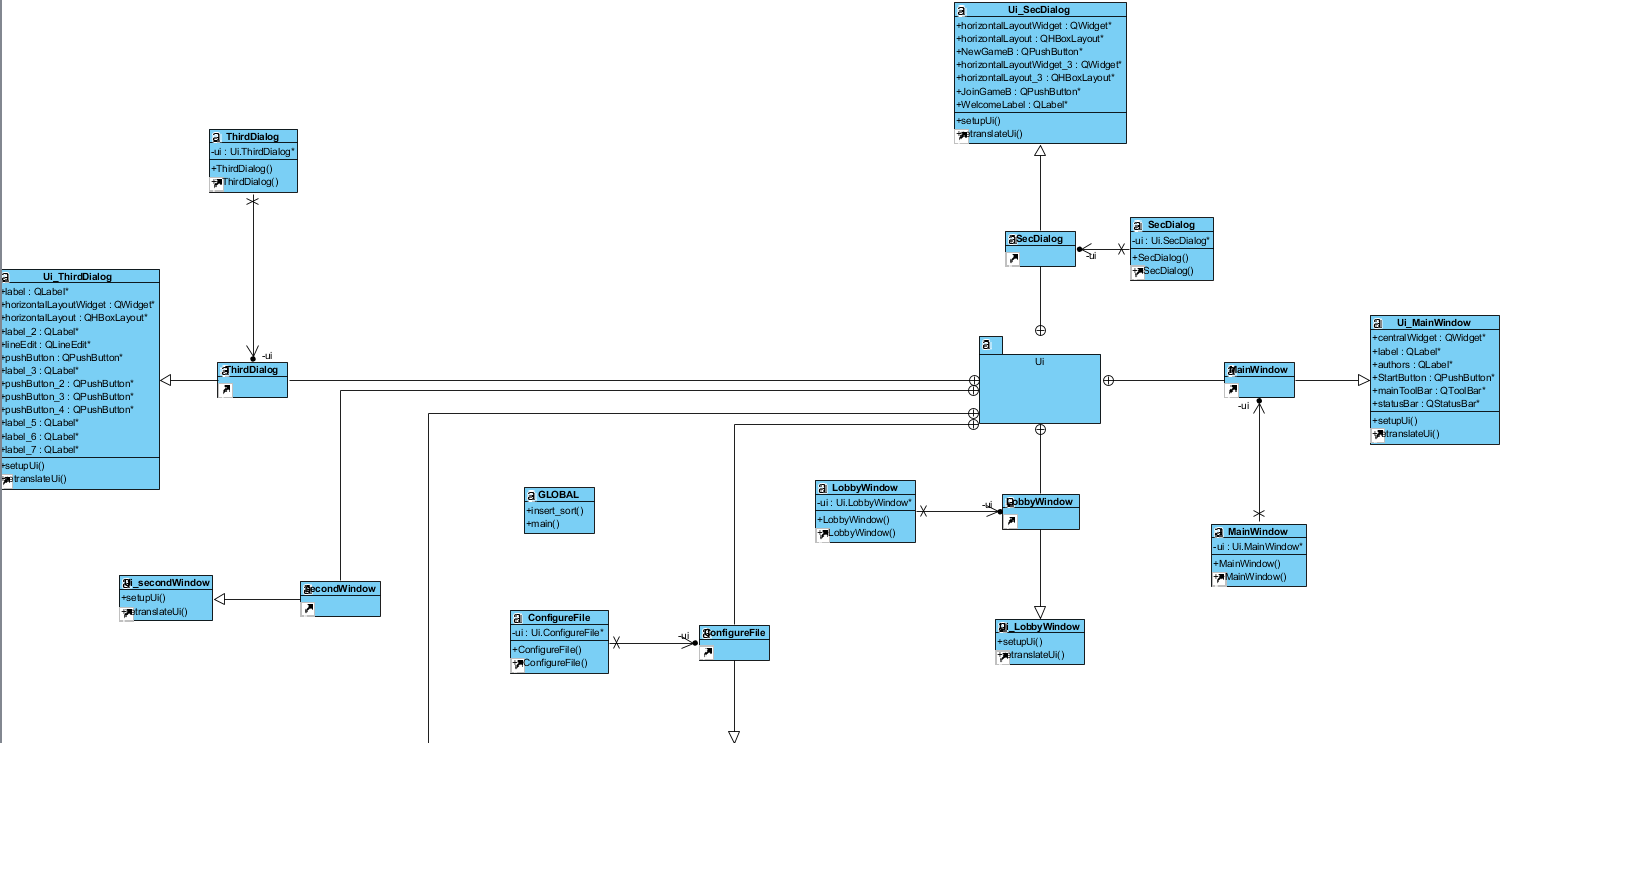 Ui_SecDialog
+horizontalLayoutWidget : QWidget*
+horizontalLayout : QHBoxLayout*
+NewGameB : QPushButton*
+horizontalLayoutWidget_3 : QWidget*
+horizontalLayout_3 : QHBoxLayout*
+JoinGameB : QPushButton*
+WelcomeLabel : QLabel*
+setupUi()
+retranslateUi()
ThirdDialog
-ui : Ui.ThirdDialog*
+ThirdDialog()
+~ThirdDialog()
SecDialog
-ui
SecDialog
-ui : Ui.SecDialog*
+SecDialog()
+~SecDialog()
Ui_ThirdDialog
+label : QLabel*
+horizontalLayoutWidget : QWidget*
+horizontalLayout : QHBoxLayout*
+label_2 : QLabel*
+lineEdit : QLineEdit*
+pushButton : QPushButton*
+label_3 : QLabel*
+pushButton_2 : QPushButton*
+pushButton_3 : QPushButton*
+pushButton_4 : QPushButton*
+label_5 : QLabel*
+label_6 : QLabel*
+label_7 : QLabel*
+setupUi()
+retranslateUi()
-ui
ThirdDialog
Ui
MainWindow
-ui
Ui_MainWindow
+centralWidget : QWidget*
+label : QLabel*
+authors : QLabel*
+StartButton : QPushButton*
+mainToolBar : QToolBar*
+statusBar : QStatusBar*
+setupUi()
+retranslateUi()
GLOBAL
+insert_sort()
+main()
LobbyWindow
-ui : Ui.LobbyWindow*
+LobbyWindow()
+~LobbyWindow()
-ui
LobbyWindow
MainWindow
-ui : Ui.MainWindow*
+MainWindow()
+~MainWindow()
Ui_secondWindow
+setupUi()
+retranslateUi()
secondWindow
ConfigureFile
-ui : Ui.ConfigureFile*
+ConfigureFile()
+~ConfigureFile()
-ui
ConfigureFile
Ui_LobbyWindow
+setupUi()
+retranslateUi()